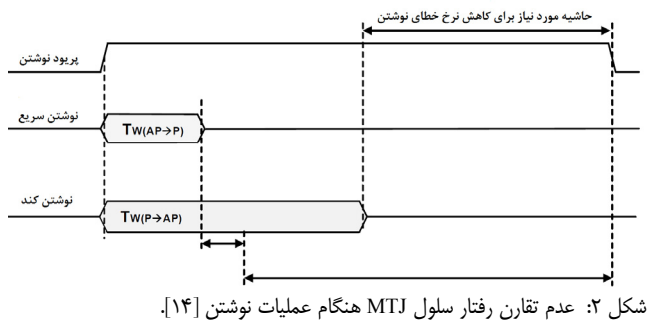 حاشیه مورد نیاز برای کاهش نرخ خطای نوشتن
پریود نوشتن
نوشتن سریع
TW(AP→P)
نوشتن کند
TW(P→AP)
شکل ۲: عدم تقارن رفتار سلول MTJ هنگام عملیات نوشتن [۱۴].